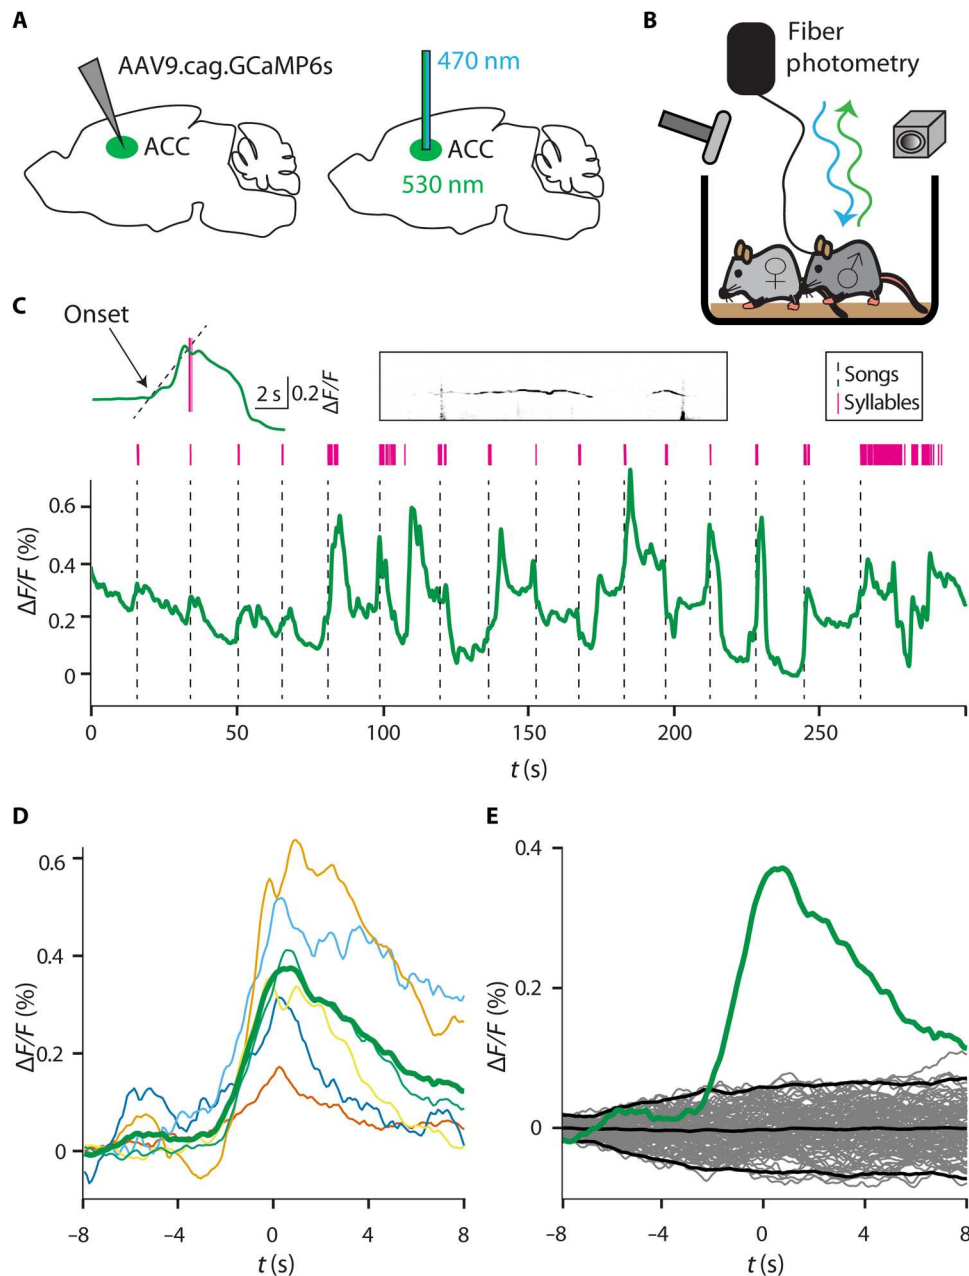 A
AAV9.cag.GCaMP6s
ACC
470 nm
ACC
530 nm
B
Fiber
photometry
♀
♂
C
Onset
2 s
0.2
ΔF/F
Songs
Syllables
ΔF/F (%)
0.6
0.4
0.2
0
0
50
100
150
200
250
t (s)
D
ΔF/F (%)
0.6
0.4
0.2
0
–8
–4
0
4
8
t (s)
E
ΔF/F (%)
0.4
0.2
0
–8
–4
0
4
8
t (s)